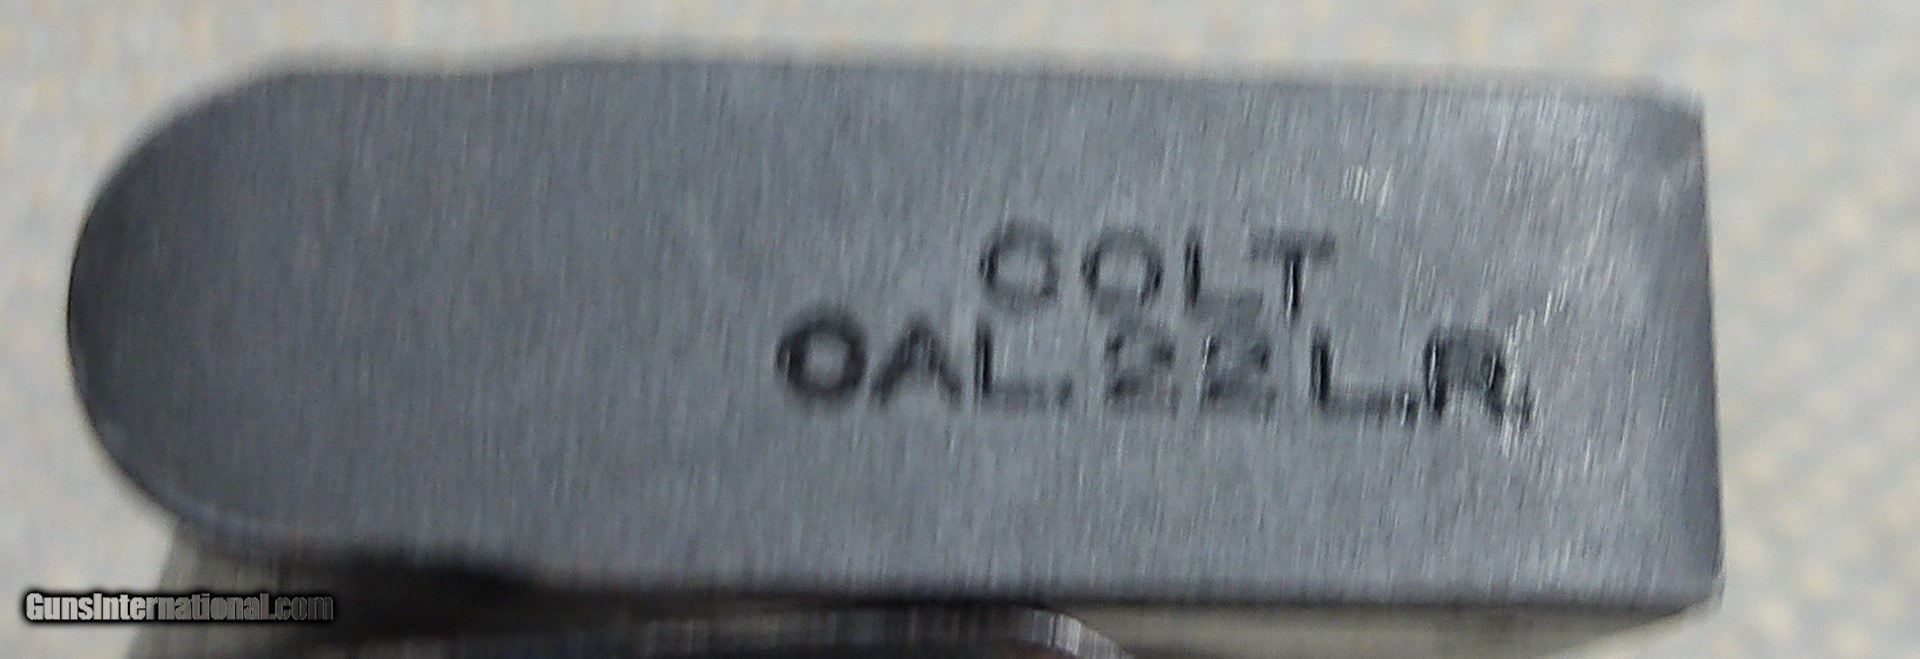 COLT
CAL. 22 L.R.
GunsInternational.com